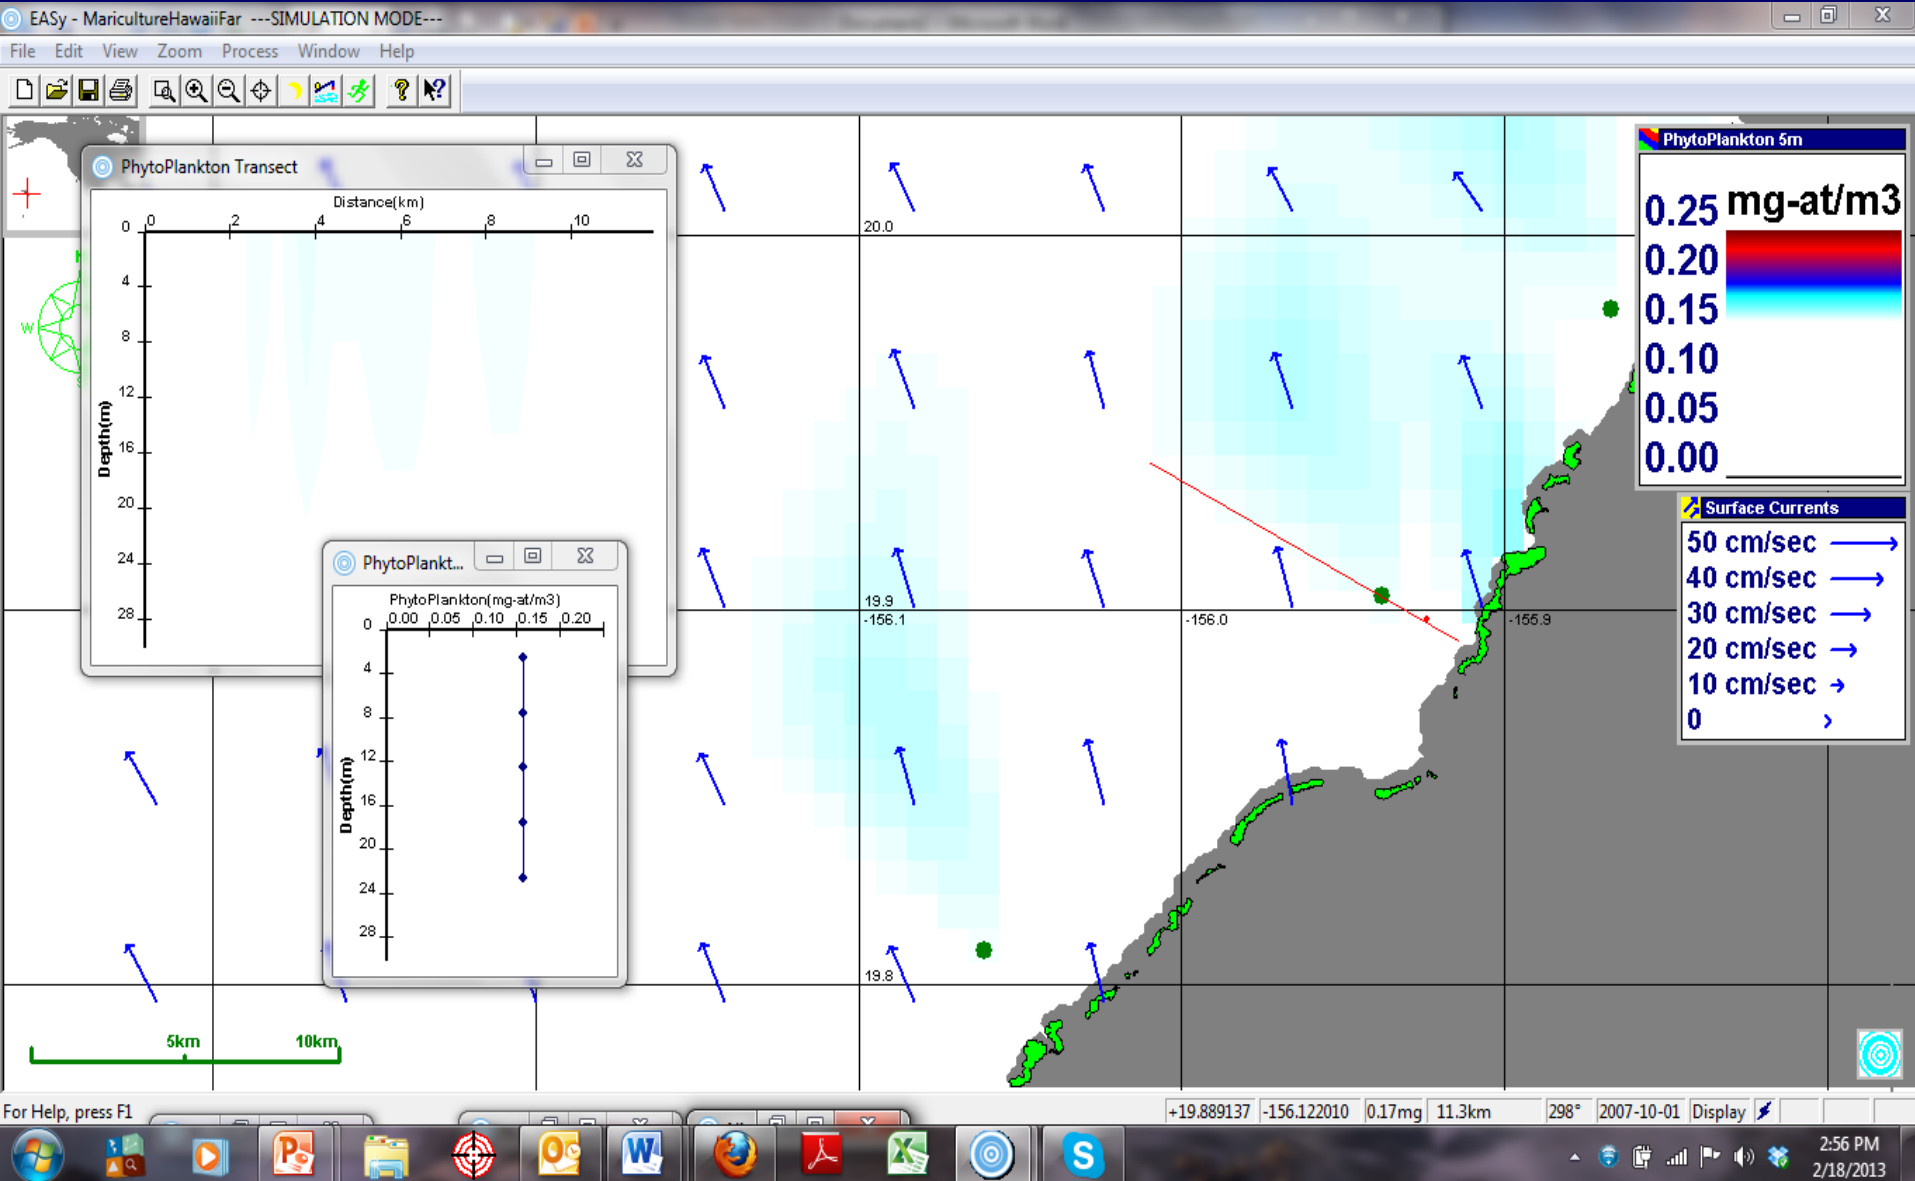 EASy - MaricultureHawaiiFar ---SIMULATION MODE---
File Edit View Zoom Process Window Help
PhytoPlankton Transect
Distance(km)
0 2 4 6 8 10
0
4
8
12
16
20
24
28
Depth(m)
W
PhytoPlankt...
PhytoPlankton(mg-at/m3)
0.00 0.05 0.10 0.15 0.20
0
4
8
12
16
20
24
28
Depth(m)
20.0
19.9
-156.1
-156.0
-155.9
19.8
PhytoPlankton 5m
mg-at/m3
0.25
0.20
0.15
0.10
0.05
0.00
Surface Currents
50 cm/sec
40 cm/sec
30 cm/sec
20 cm/sec
10 cm/sec
0
5km 10km
For Help, press F1
+19.889137 -156.122010 0.17mg 11.3km 298° 2007-10-01 Display
2:56 PM
2/18/2013